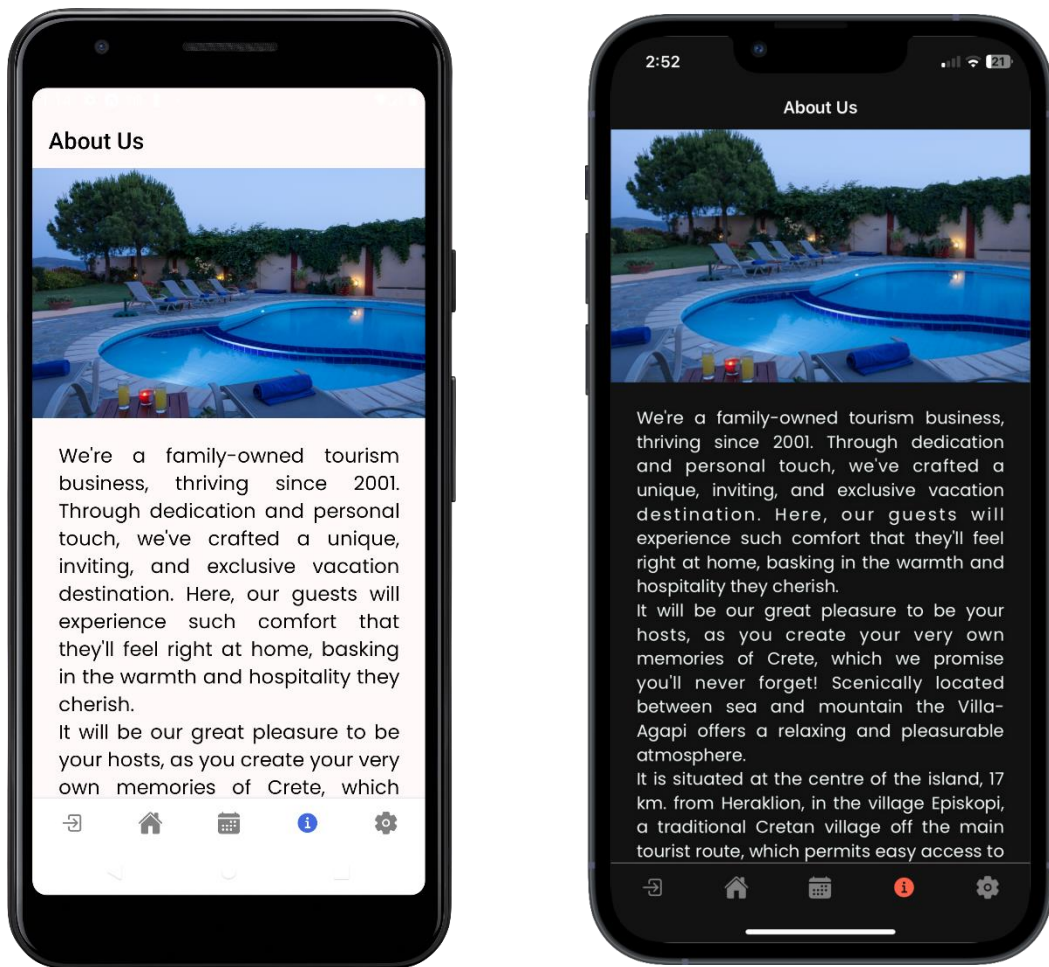 About Us
We're a family-owned tourism
business, thriving since 2001.
Through dedication and personal
touch, we've crafted a unique,
inviting, and exclusive vacation
destination. Here, our guests will
experience such comfort that
they'll feel right at home, basking
in the warmth and hospitality they
cherish.
It will be our great pleasure to be
your hosts, as you create your very
own memories of Crete, which
2:52
21
About Us
We're a family-owned tourism business,
thriving since 2001. Through dedication
and personal touch, we've crafted a
unique, inviting, and exclusive vacation
destination. Here, our guests will
experience such comfort that they'll feel
right at home, basking in the warmth and
hospitality they cherish.
It will be our great pleasure to be your
hosts, as you create your very own
memories of Crete, which we promise
you'll never forget! Scenically located
between sea and mountain the Villa-
Agapi offers a relaxing and pleasurable
atmosphere.
It is situated at the centre of the island, 17
km. from Heraklion, in the village Episkopi,
a traditional Cretan village off the main
tourist route, which permits easy access to